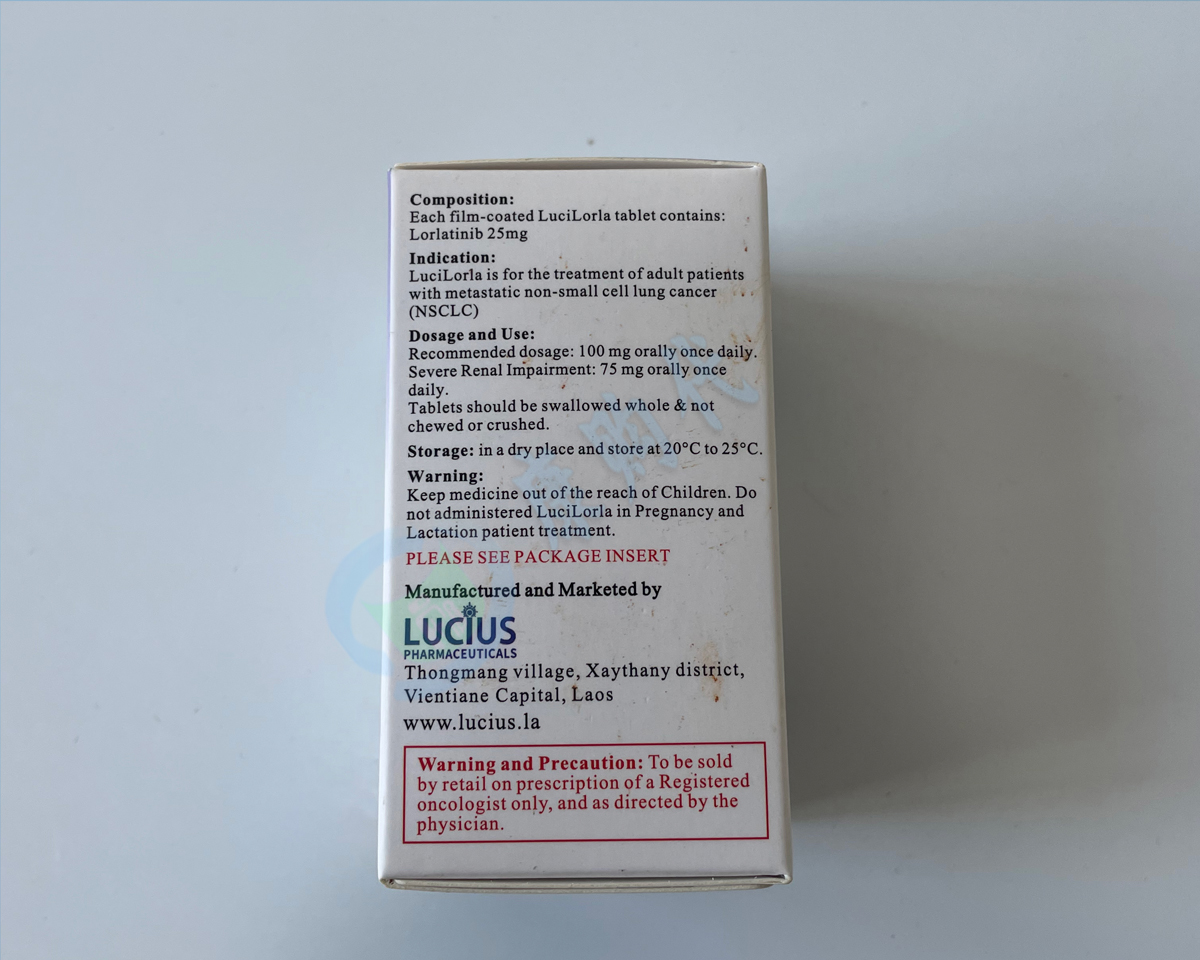 Composition:
Each film-coated LuciLorla tablet contains:
Lorlatinib 25mg
Indication:
LuciLorla is for the treatment of adult patients
with metastatic non-small cell lung cancer
(NSCLC)
Dosage and Use:
Recommended dosage: 100 mg orally once daily.
Severe Renal Impairment: 75 mg orally once
daily.
Tablets should be swallowed whole & not
chewed or crushed.
Storage: in a dry place and store at 20°C to 25°C.
Warning:
Keep medicine out of the reach of Children. Do
not administered LuciLorla in Pregnancy and
Lactation patient treatment.
PLEASE SEE PACKAGE INSERT
Manufactured and Marketed by
LUCIUS
PHARMACEUTICALS
Thongmang village, Xaythany district,
Vientiane Capital, Laos
www.lucius.la
Warning and Precaution: To be sold
by retail on prescription of a Registered
oncologist only, and as directed by the
physician.